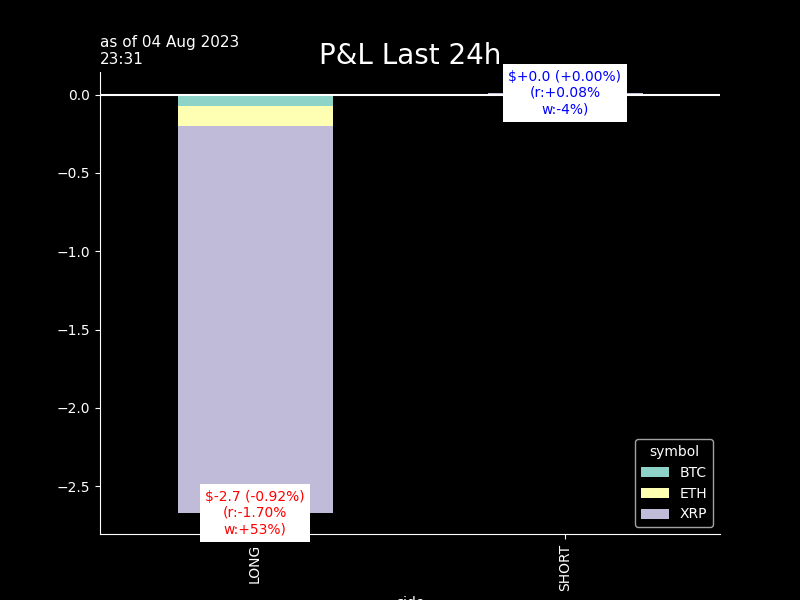 as of 04 Aug 2023
23:31
P&L Last 24h
$+0.0 (+0.00%)
(r:+0.08%
w:-4%)
0.0
−0.5
−1.0
−1.5
−2.0
−2.5
$-2.7 (-0.92%)
(r:-1.70%
w:+53%)
symbol
BTC
ETH
XRP
LONG
SHORT
side